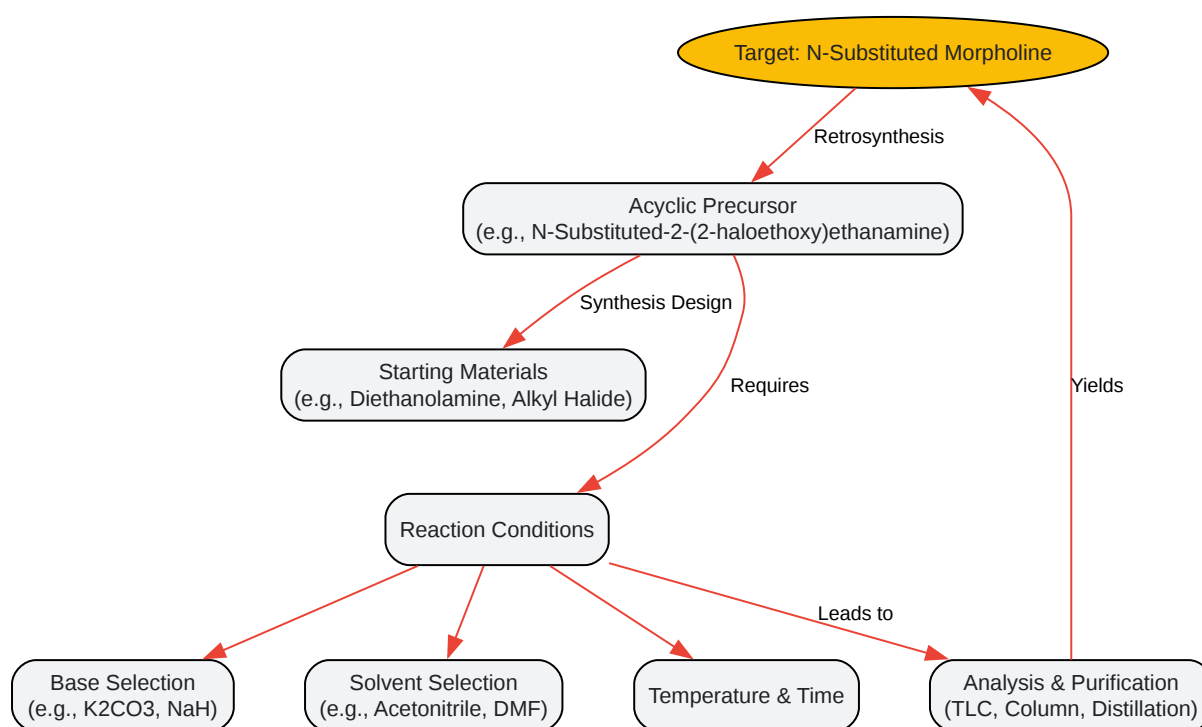 Target: N-Substituted Morpholine
Retrosynthesis
Acyclic Precursor
(e.g., N-Substituted-2-(2-haloethoxy)ethanamine)
Synthesis Design
Starting Materials
(e.g., Diethanolamine, Alkyl Halide)
Requires
Yields
Reaction Conditions
Leads to
Base Selection
(e.g., K2CO3, NaH)
Solvent Selection
(e.g., Acetonitrile, DMF)
Temperature & Time
Analysis & Purification
(TLC, Column, Distillation)